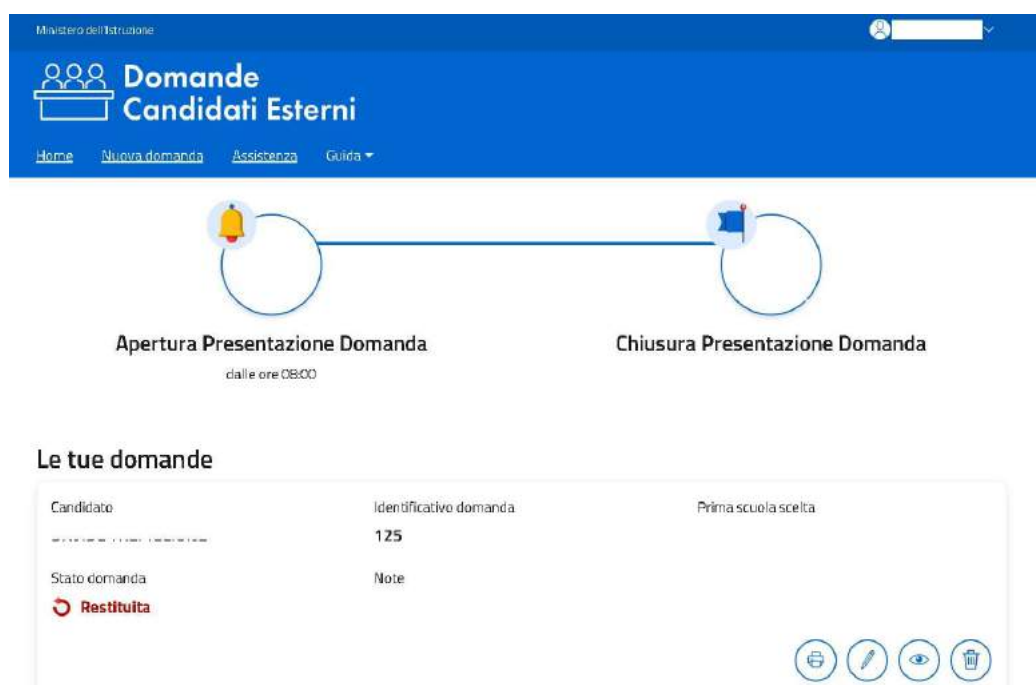 Ministero dell'Istruzione
Domande
Candidati Esterni
Home Nuova domanda Assistenza Guida
Apertura Presentazione Domanda Chiusura Presentazione Domanda
dalle ore 08:00
Le tue domande
Candidato Identificativo domanda Prima scuola scelta
125
Stato domanda Note
Restituita